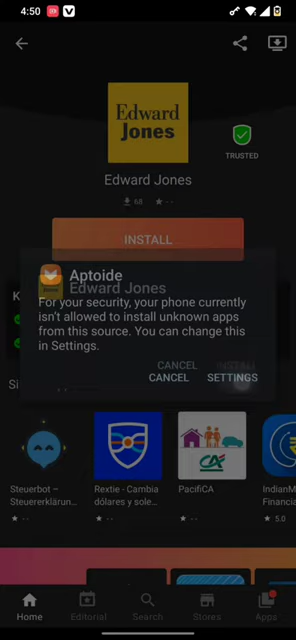 4:50
Edward
Jones
TRUSTED
Edward Jones
68
INSTALL
Aptoide
Edward Jones
For your security, your phone currently
isn't allowed to install unknown apps
from this source. You can change this
in Settings.
CANCEL INSTALL
CANCEL SETTINGS
Steuerbot –
Steuererklärun...
Rextie - Cambia
dólares y sole...
PacifiCA
IndianM
Financia
5.0
Home
Editorial
Search
Stores
Apps